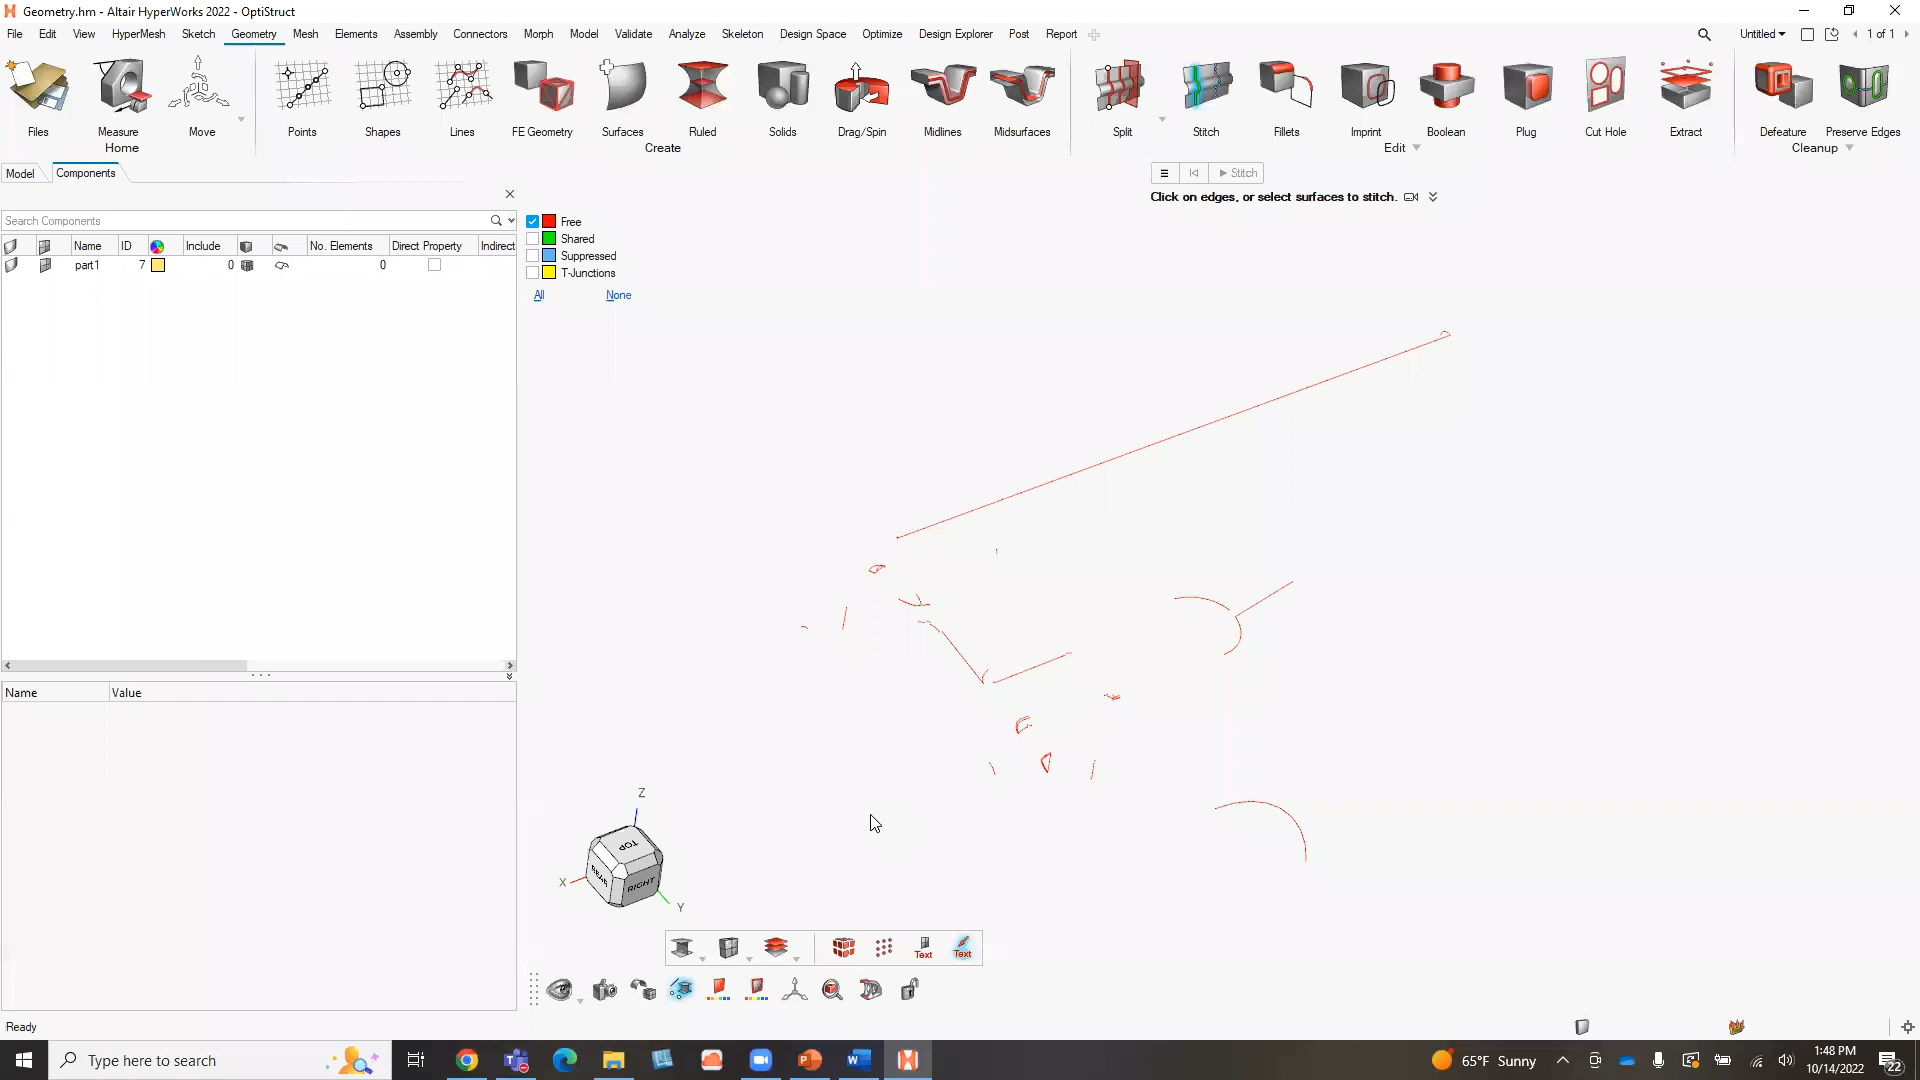 Geometry.hm - Altair HyperWorks 2022 - OptiStruct
File Edit View HyperMesh Sketch Geometry Mesh Elements Assembly Connectors Morph Model Validate Analyze Skeleton Design Space Optimize Design Explorer Post Report Untitled 1 of 1
Files Measure Move Points Shapes Lines FE Geometry Surfaces Ruled Solids Drag/Spin Midlines Midsurfaces Split Stitch Fillets Imprint Boolean Plug Cut Hole Extract Defeature Preserve Edges
Home Create Edit Cleanup
Model Components
Stitch
Click on edges, or select surfaces to stitch.
Search Components
Name ID Include No. Elements Direct Property Indirect
part1 7 0 0
Free
Shared
Suppressed
T-Junctions
All None
Name Value
Z
TOP
REAR RIGHT
X
Y
Text Text
Ready
Type here to search
65°F Sunny
1:48 PM
10/14/2022
22